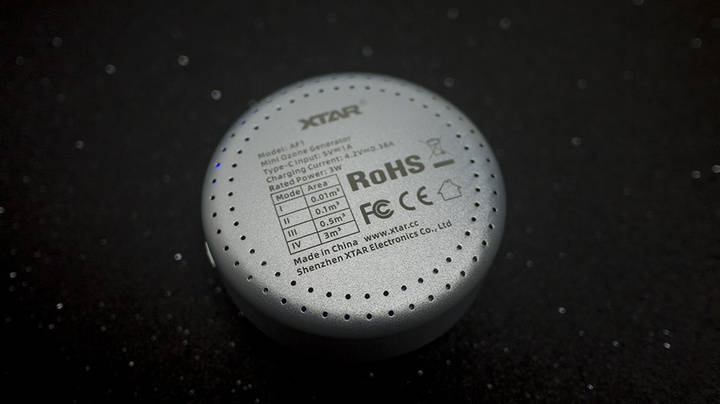 XTAR®
Model: AF1
Mini Ozone Generator
Type-C Input: 5V⎓1A
Charging Current: 4.2V⎓0.38A
Rated Power: 3W
Mode Area
I 0.01m³
II 0.1m³
III 0.5m³
IV 3m³
RoHS
FC CE
Made in China www.xtar.cc
Shenzhen XTAR Electronics Co., Ltd